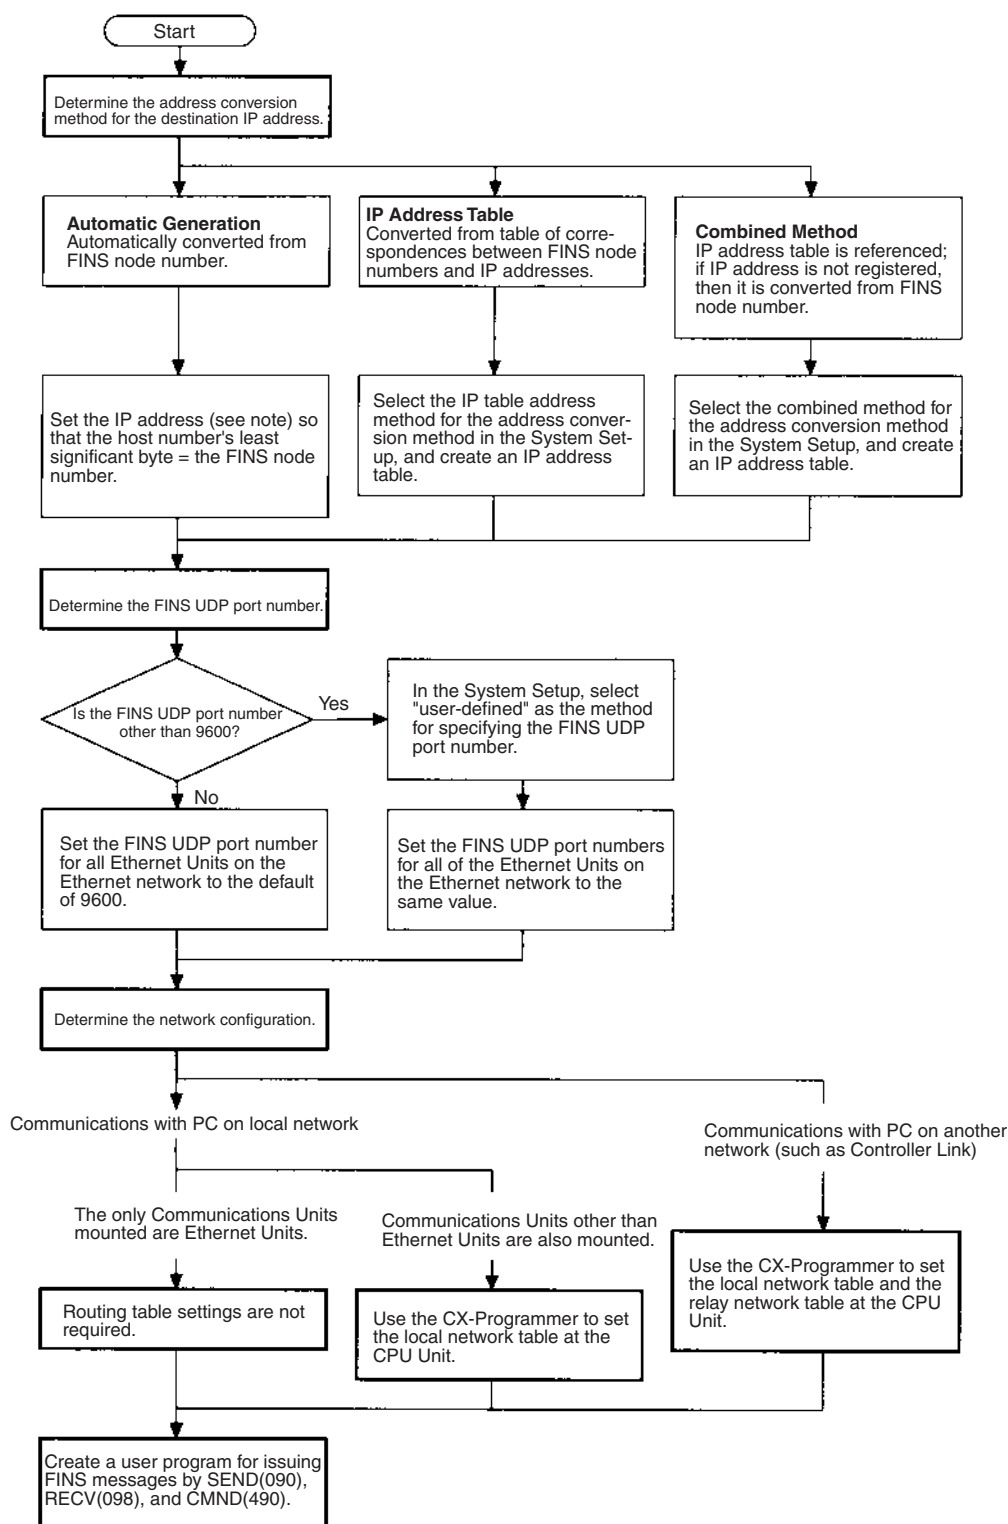 Start
Determine the address conversion
method for the destination IP address.
Automatic Generation
Automatically converted from
FINS node number.
IP Address Table
Converted from table of corre-
spondences between FINS node
numbers and IP addresses.
Combined Method
IP address table is referenced;
if IP address is not registered,
then it is converted from FINS
node number.
Set the IP address (see note) so
that the host number's least
significant byte = the FINS node
number.
Select the IP table address
method for the address conver-
sion method in the System Set-
up, and create an IP address
table.
Select the combined method for
the address conversion method
in the System Setup, and create
an IP address table.
Determine the FINS UDP port number.
Is the FINS UDP port number
other than 9600?
Yes
In the System Setup, select
"user-defined" as the method
for specifying the FINS UDP
port number.
No
Set the FINS UDP port number
for all Ethernet Units on the
Ethernet network to the default
of 9600.
Set the FINS UDP port numbers
for all of the Ethernet Units on
the Ethernet network to the
same value.
Determine the network configuration.
Communications with PC on local network
Communications with PC on another
network (such as Controller Link)
The only Communications Units
mounted are Ethernet Units.
Communications Units other than
Ethernet Units are also mounted.
Use the CX-Programmer to set
the local network table and the
relay network table at the CPU
Unit.
Routing table settings are not
required.
Use the CX-Programmer to set
the local network table at the
CPU Unit.
Create a user program for issuing
FINS messages by SEND(090),
RECV(098), and CMND(490).